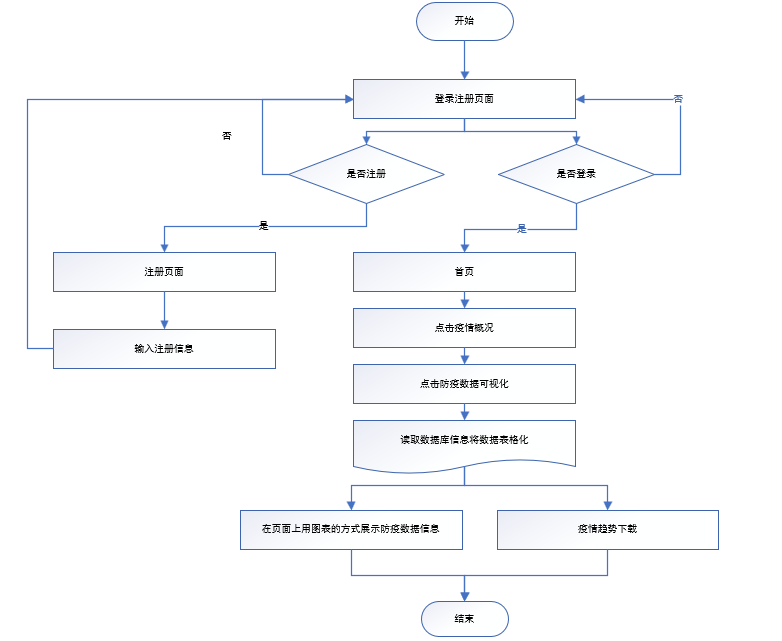 开始
登录注册页面
否
否
是否注册
是否登录
是
是
注册页面
首页
点击疫情概况
输入注册信息
点击防疫数据可视化
读取数据库信息将数据表格化
在页面上用图表的方式展示防疫数据信息
疫情趋势下载
结束